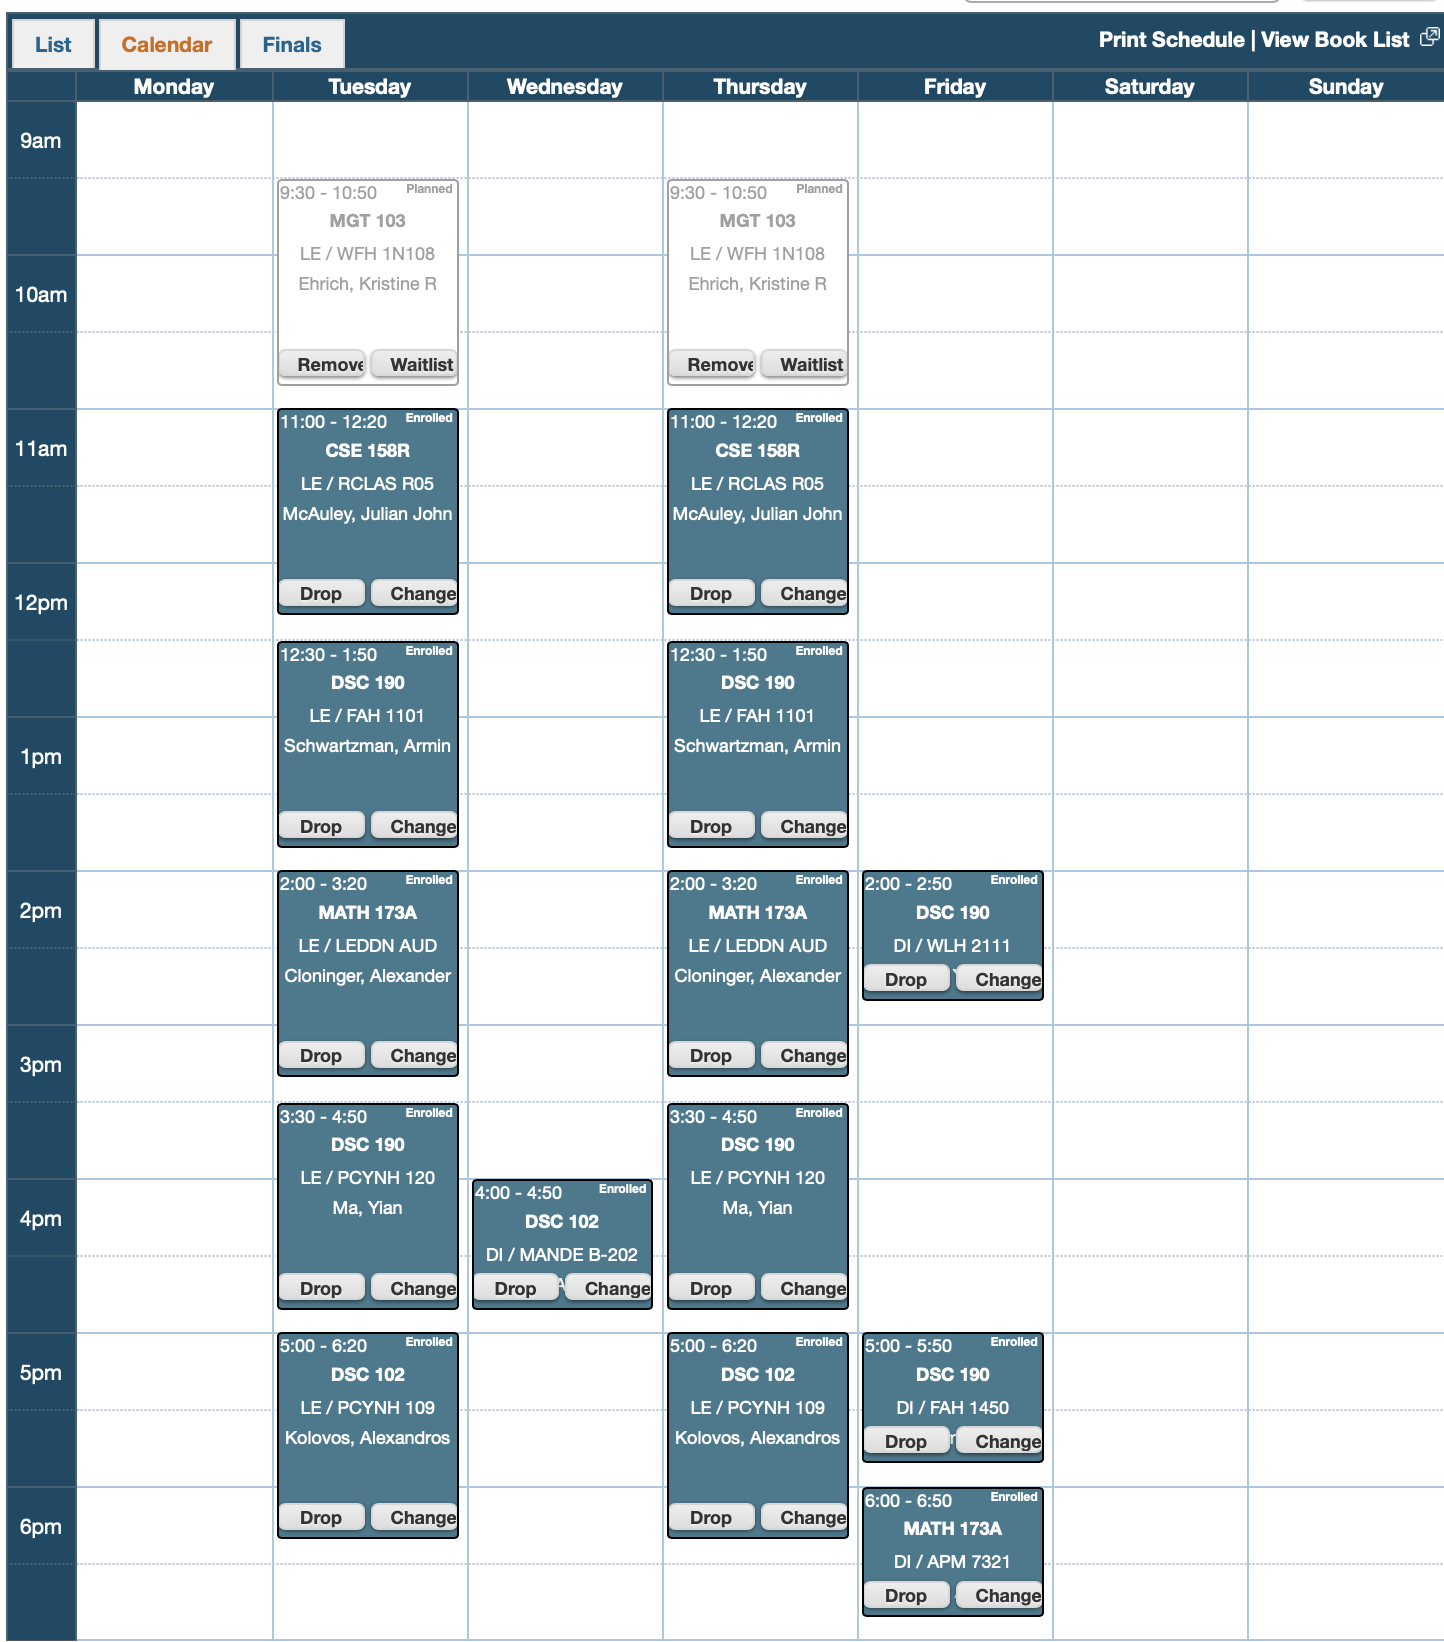 List
Calendar
Finals
Print Schedule | View Book List
Monday
Tuesday
Wednesday
Thursday
Friday
Saturday
Sunday
9am
10am
11am
12pm
1pm
2pm
3pm
4pm
5pm
6pm
9:30 - 10:50 Planned
MGT 103
LE / WFH 1N108
Ehrich, Kristine R
Remove Waitlist
11:00 - 12:20 Enrolled
CSE 158R
LE / RCLAS R05
McAuley, Julian John
Drop Change
12:30 - 1:50 Enrolled
DSC 190
LE / FAH 1101
Schwartzman, Armin
Drop Change
2:00 - 3:20 Enrolled
MATH 173A
LE / LEDDN AUD
Cloninger, Alexander
Drop Change
3:30 - 4:50 Enrolled
DSC 190
LE / PCYNH 120
Ma, Yian
Drop Change
5:00 - 6:20 Enrolled
DSC 102
LE / PCYNH 109
Kolovos, Alexandros
Drop Change
4:00 - 4:50 Enrolled
DSC 102
DI / MANDE B-202
Drop Change
9:30 - 10:50 Planned
MGT 103
LE / WFH 1N108
Ehrich, Kristine R
Remove Waitlist
11:00 - 12:20 Enrolled
CSE 158R
LE / RCLAS R05
McAuley, Julian John
Drop Change
12:30 - 1:50 Enrolled
DSC 190
LE / FAH 1101
Schwartzman, Armin
Drop Change
2:00 - 3:20 Enrolled
MATH 173A
LE / LEDDN AUD
Cloninger, Alexander
Drop Change
3:30 - 4:50 Enrolled
DSC 190
LE / PCYNH 120
Ma, Yian
Drop Change
5:00 - 6:20 Enrolled
DSC 102
LE / PCYNH 109
Kolovos, Alexandros
Drop Change
2:00 - 2:50 Enrolled
DSC 190
DI / WLH 2111
Drop Change
5:00 - 5:50 Enrolled
DSC 190
DI / FAH 1450
Drop Change
6:00 - 6:50 Enrolled
MATH 173A
DI / APM 7321
Drop Change